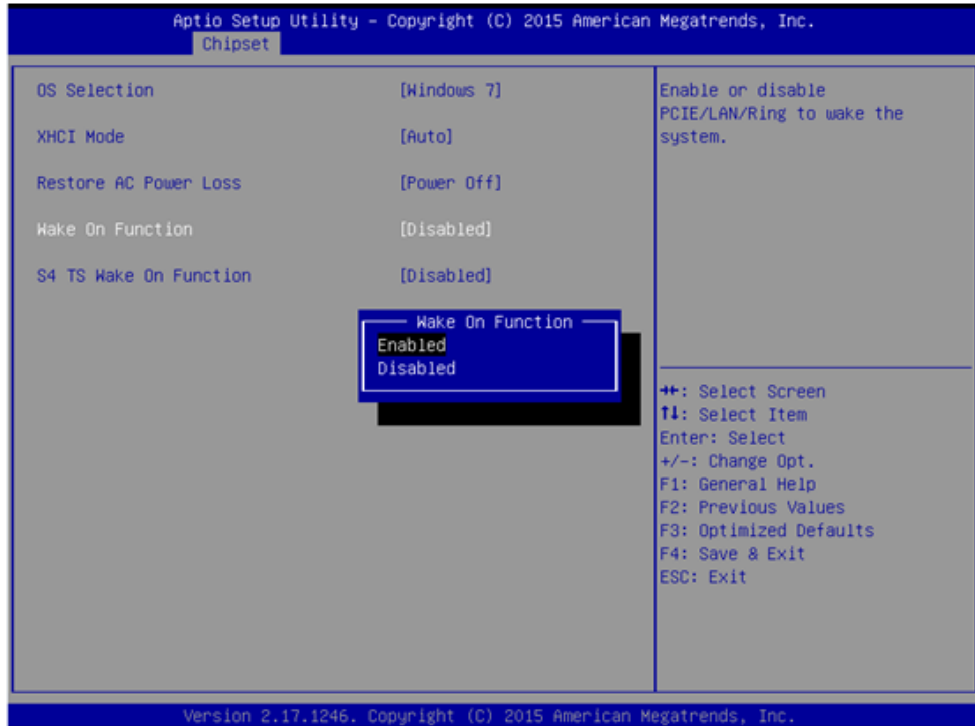 Aptio Setup Utility – Copyright (C) 2015 American Megatrends, Inc.
Chipset
OS Selection [Windows 7]
XHCI Mode [Auto]
Restore AC Power Loss [Power Off]
Wake On Function [Disabled]
S4 TS Wake On Function [Disabled]
Wake On Function
Enabled
Disabled
Enable or disable
PCIE/LAN/Ring to wake the
system.
→←: Select Screen
↑↓: Select Item
Enter: Select
+/-: Change Opt.
F1: General Help
F2: Previous Values
F3: Optimized Defaults
F4: Save & Exit
ESC: Exit
Version 2.17.1246. Copyright (C) 2015 American Megatrends, Inc.